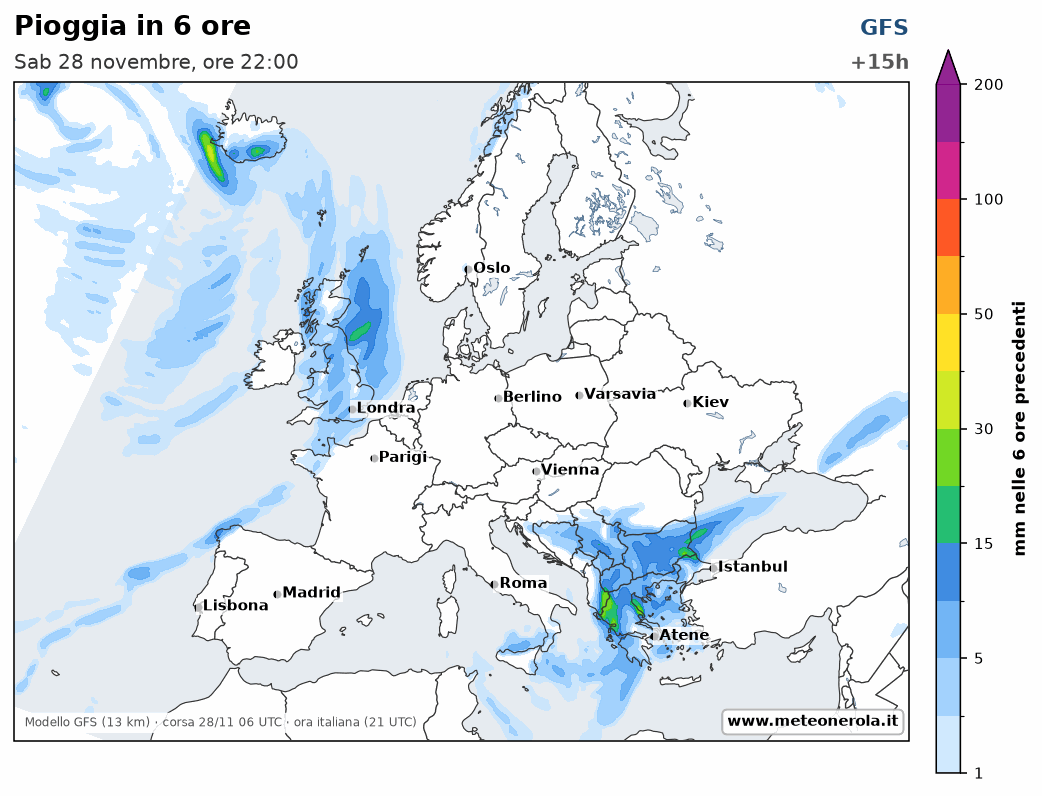 Pioggia in 6 ore
GFS
Sab 28 novembre, ore 22:00
+15h
200
100
50
30
15
5
1
mm nelle 6 ore precedenti
Oslo
Londra
Berlino
Varsavia
Kiev
Parigi
Vienna
Istanbul
Roma
Madrid
Lisbona
Atene
Modello GFS (13 km) · corsa 28/11 06 UTC · ora italiana (21 UTC)
www.meteonerola.it